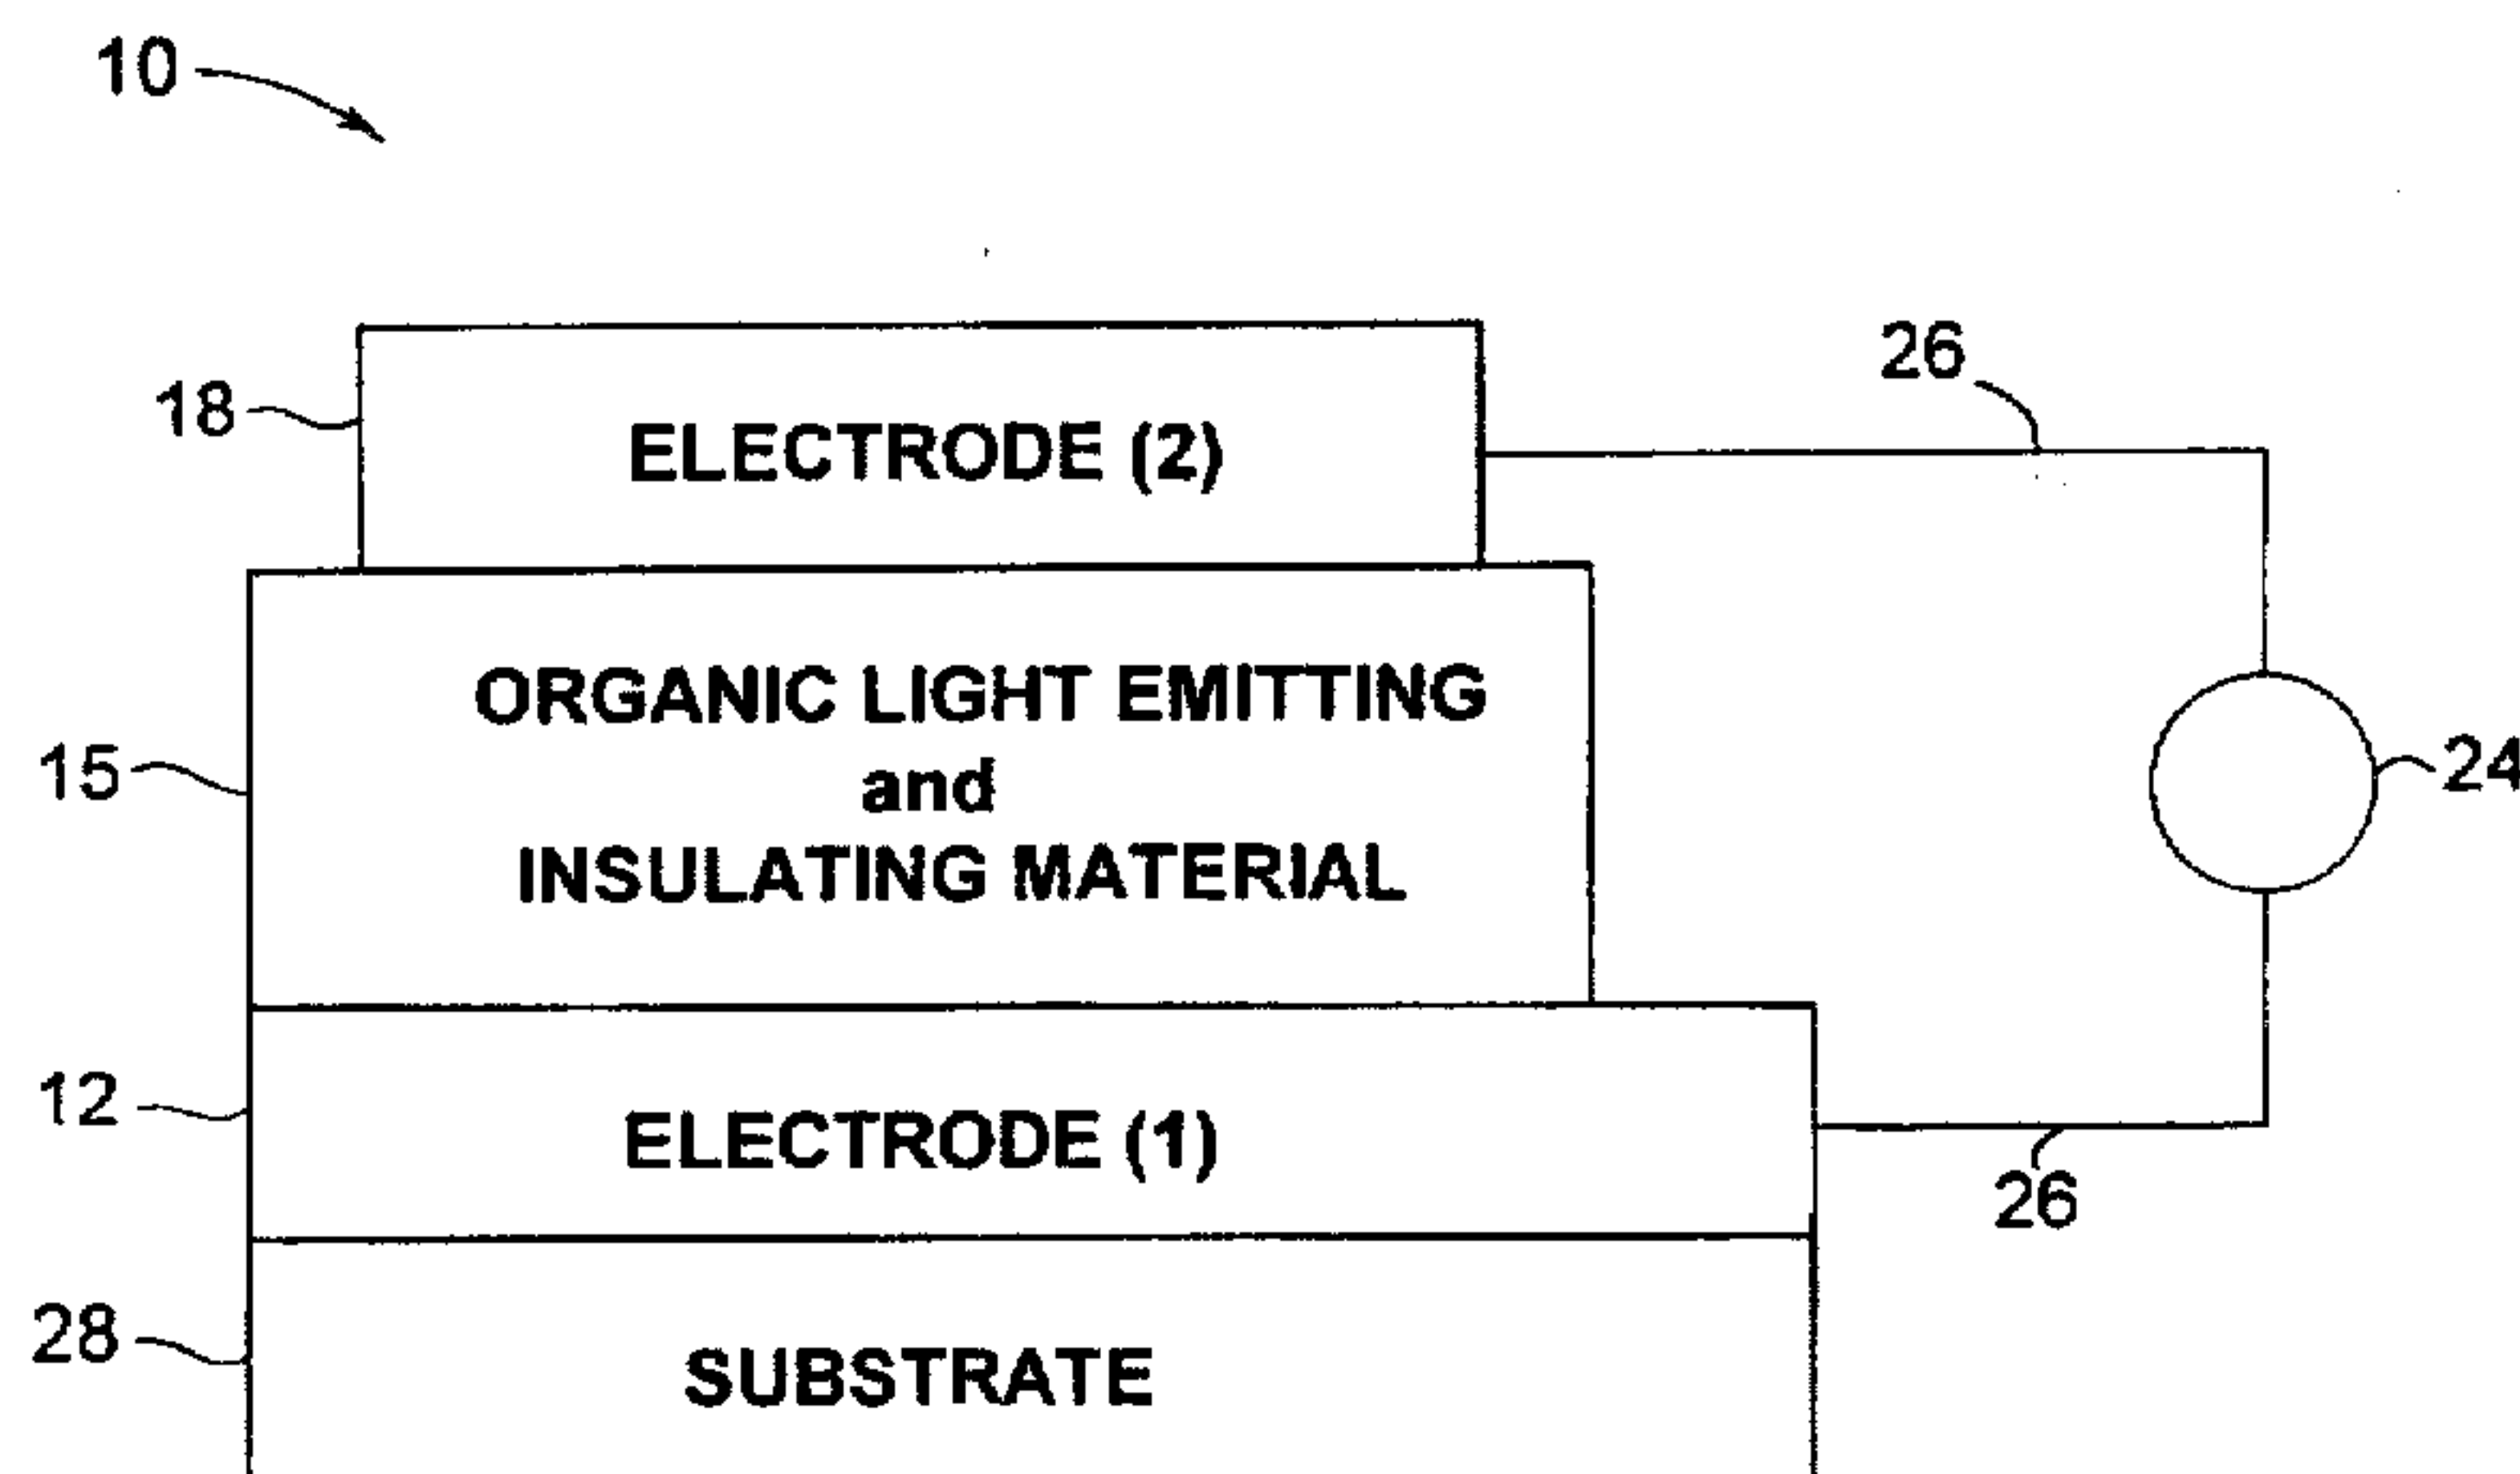 10
26
18
ELECTRODE (2)
ORGANIC LIGHT EMITTING
15
and
24
INSULATING MATERIAL
12
ELECTRODE (1)
26
28
SUBSTRATE